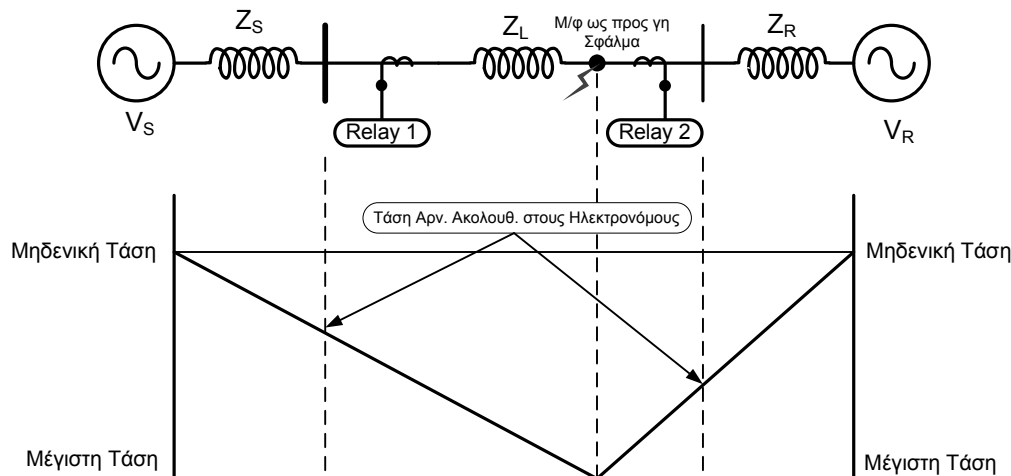 Z_S
Z_L
Μ/φ ως προς γη
Σφάλμα
Z_R
V_S
Relay 1
Relay 2
V_R
Τάση Αρν. Ακολουθ. στους Ηλεκτρονόμους
Μηδενική Τάση
Μηδενική Τάση
Μέγιστη Τάση
Μέγιστη Τάση